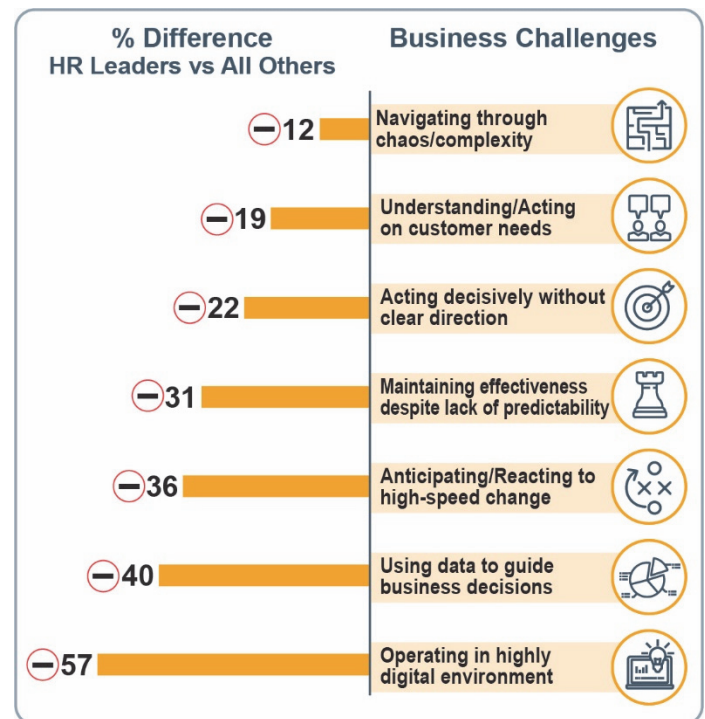 % Difference
HR Leaders vs All Others
Business Challenges
−12
Navigating through
chaos/complexity
−19
Understanding/Acting
on customer needs
−22
Acting decisively without
clear direction
−31
Maintaining effectiveness
despite lack of predictability
−36
Anticipating/Reacting to
high-speed change
−40
Using data to guide
business decisions
−57
Operating in highly
digital environment